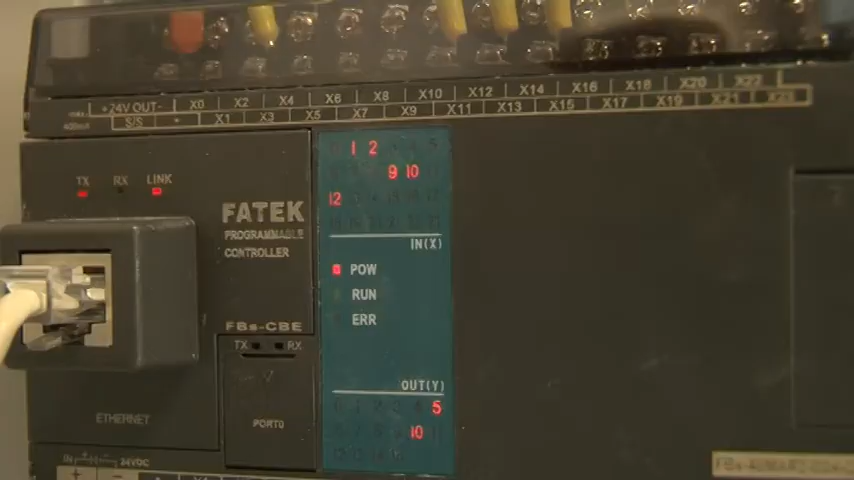 +24V OUT- X0 X2 X4 X6 X8 X10 X12 X14 X16 X18 X20 X22
400mA S/S X1 X3 X5 X7 X9 X11 X13 X15 X17 X19 X21
1 2
9 10
12
IN(X)
TX RX LINK
FATEK
PROGRAMMABLE
CONTROLLER
POW
RUN
ERR
FBs-CBE
TX RX
OUT(Y)
5
10
ETHERNET
PORT0
IN 24VDC